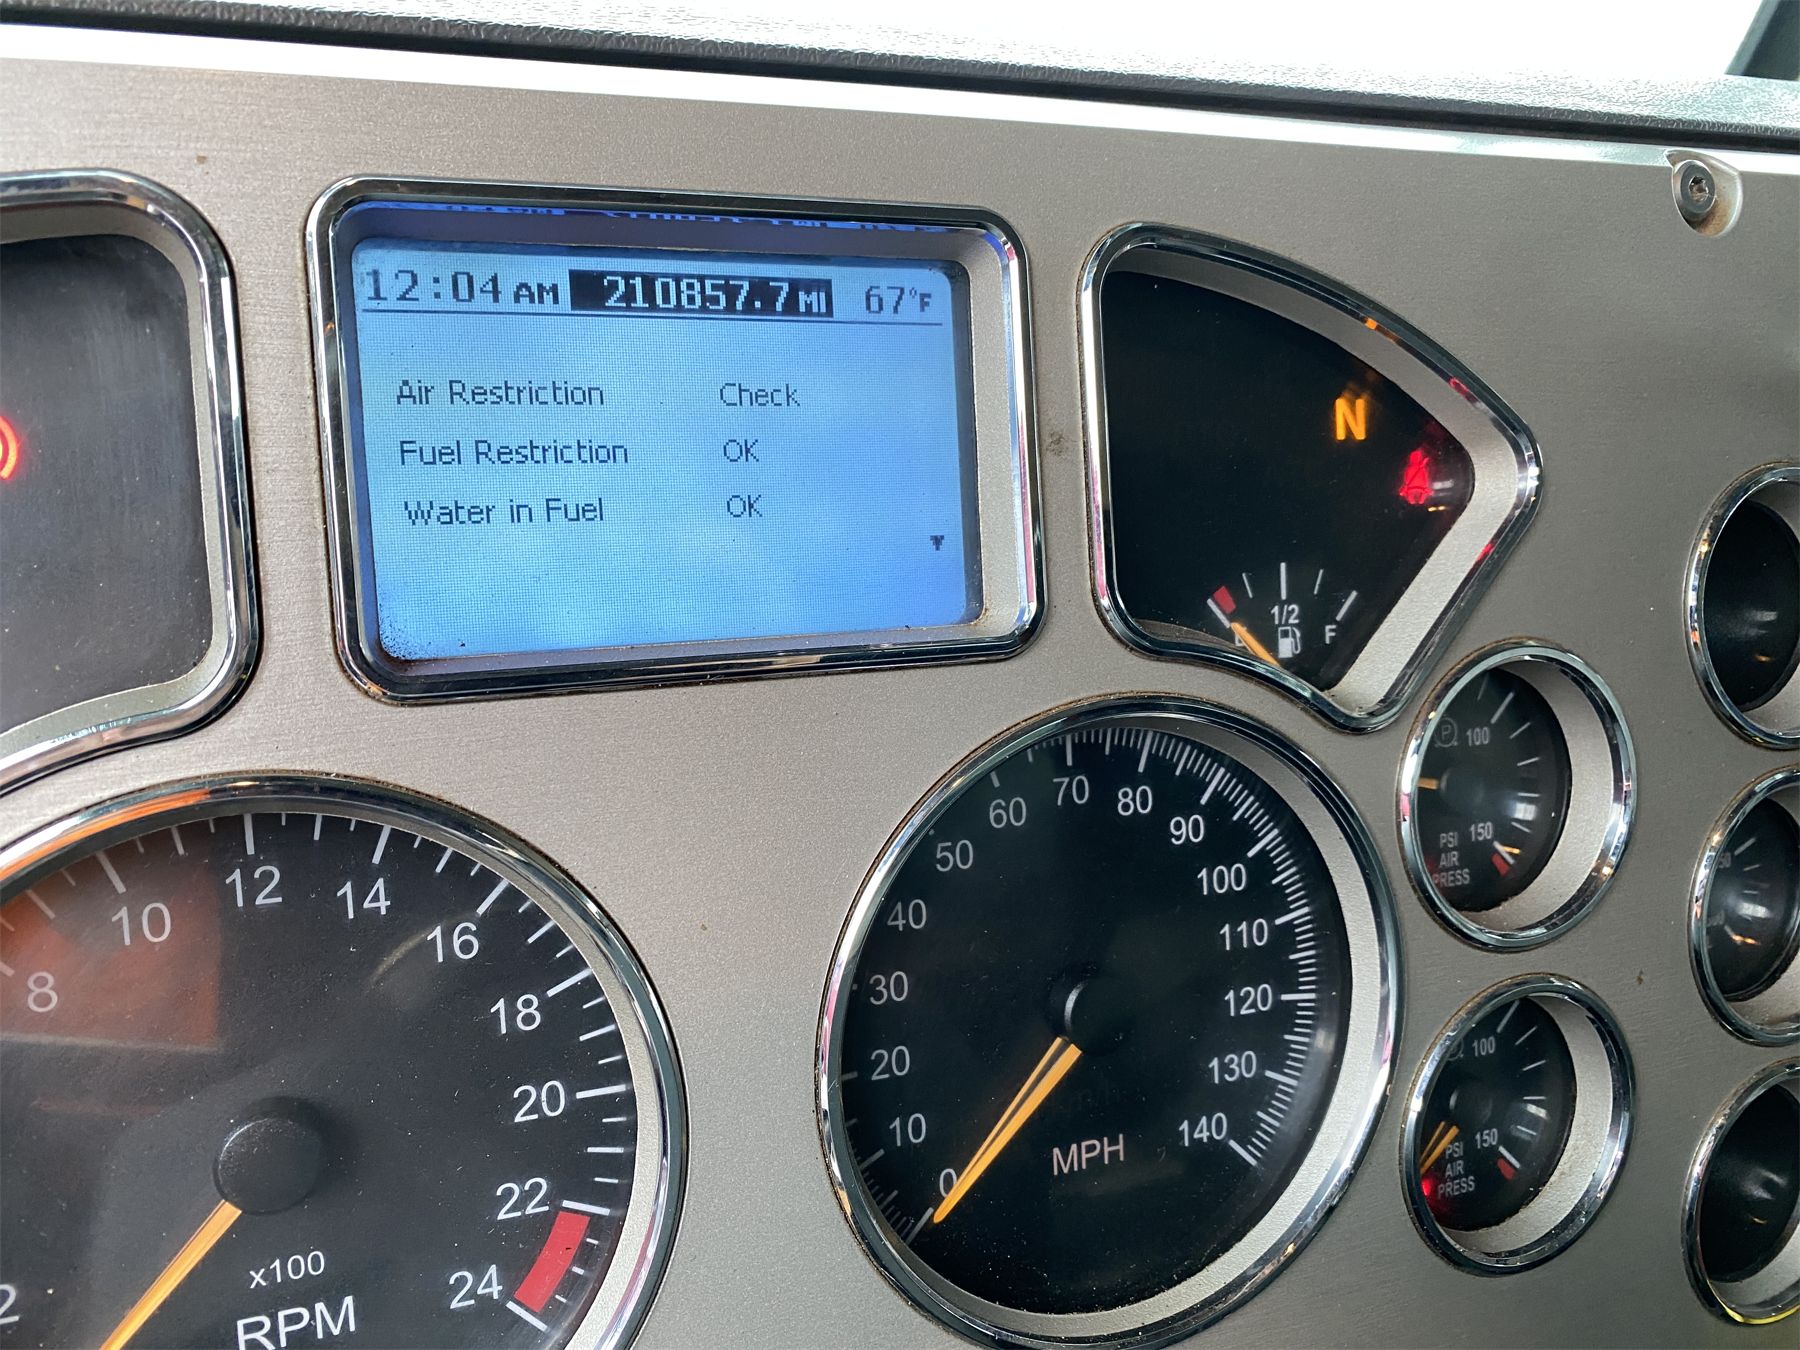 12:04 AM 210857.7 MI 67°F
Air Restriction Check
Fuel Restriction OK
Water in Fuel OK
N
1/2
E F
8 10 12 14 16 18 20 22 24
x100
RPM
0 10 20 30 40 50 60 70 80 90 100 110 120 130 140
MPH
100
150
PSI
AIR
PRESS
100
150
PSI
AIR
PRESS